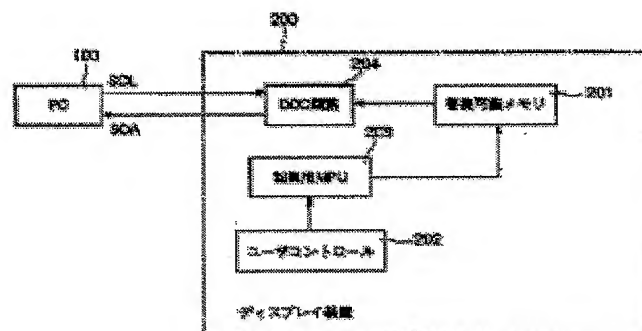 200
100
204
SCL
PC
DDC回路
書換可能メモリ
201
SDA
203
制御用MPU
ユーザコントロール
202
ディスプレイ装置